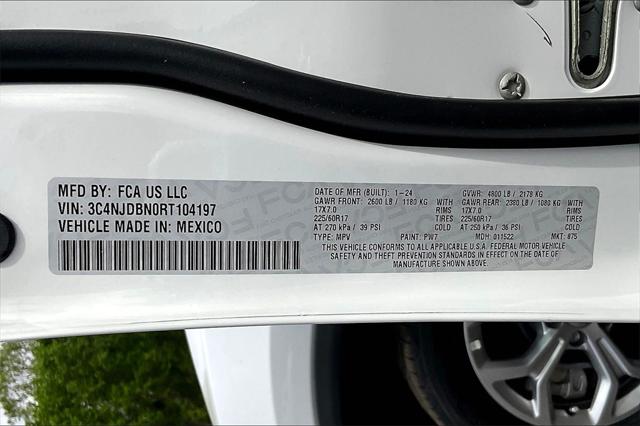 MFD BY: FCA US LLC
VIN: 3C4NJDBN0RT104197
VEHICLE MADE IN: MEXICO
DATE OF MFR (BUILT): 1-24 GVWR: 4800 LB / 2178 KG
GAWR FRONT: 2600 LB / 1180 KG WITH GAWR REAR: 2380 LB / 1080 KG WITH
17X7.0 RIMS 17X7.0 RIMS
225/60R17 TIRES 225/60R17 TIRES
AT 270 kPa / 39 PSI COLD AT 250 kPa / 36 PSI COLD
TYPE: MPV PAINT: PW7 MDH: 011522 MKT: 875
THIS VEHICLE CONFORMS TO ALL APPLICABLE U.S.A. FEDERAL MOTOR VEHICLE
SAFETY AND THEFT PREVENTION STANDARDS IN EFFECT ON THE DATE OF
MANUFACTURE SHOWN ABOVE.